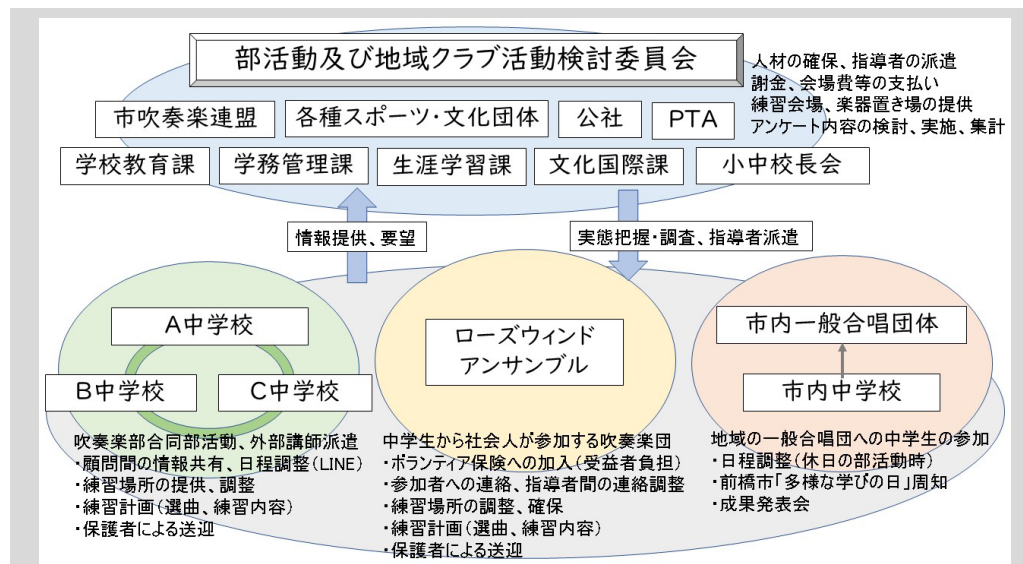 部活動及び地域クラブ活動検討委員会
人材の確保、指導者の派遣
謝金、会場費等の支払い
練習会場、楽器置き場の提供
アンケート内容の検討、実施、集計
市吹奏楽連盟
各種スポーツ・文化団体
公社
PTA
学校教育課
学務管理課
生涯学習課
文化国際課
小中校長会
情報提供、要望
実態把握・調査、指導者派遣
A中学校
B中学校
C中学校
吹奏楽部合同部活動、外部講師派遣
・顧問間の情報共有、日程調整(LINE)
・練習場所の提供、調整
・練習計画(選曲、練習内容)
・保護者による送迎
ローズウィンド
アンサンブル
中学生から社会人が参加する吹奏楽団
・ボランティア保険への加入(受益者負担)
・参加者への連絡、指導者間の連絡調整
・練習場所の調整、確保
・練習計画(選曲、練習内容)
・保護者による送迎
市内一般合唱団体
市内中学校
地域の一般合唱団への中学生の参加
・日程調整(休日の部活動時)
・前橋市「多様な学びの日」周知
・成果発表会